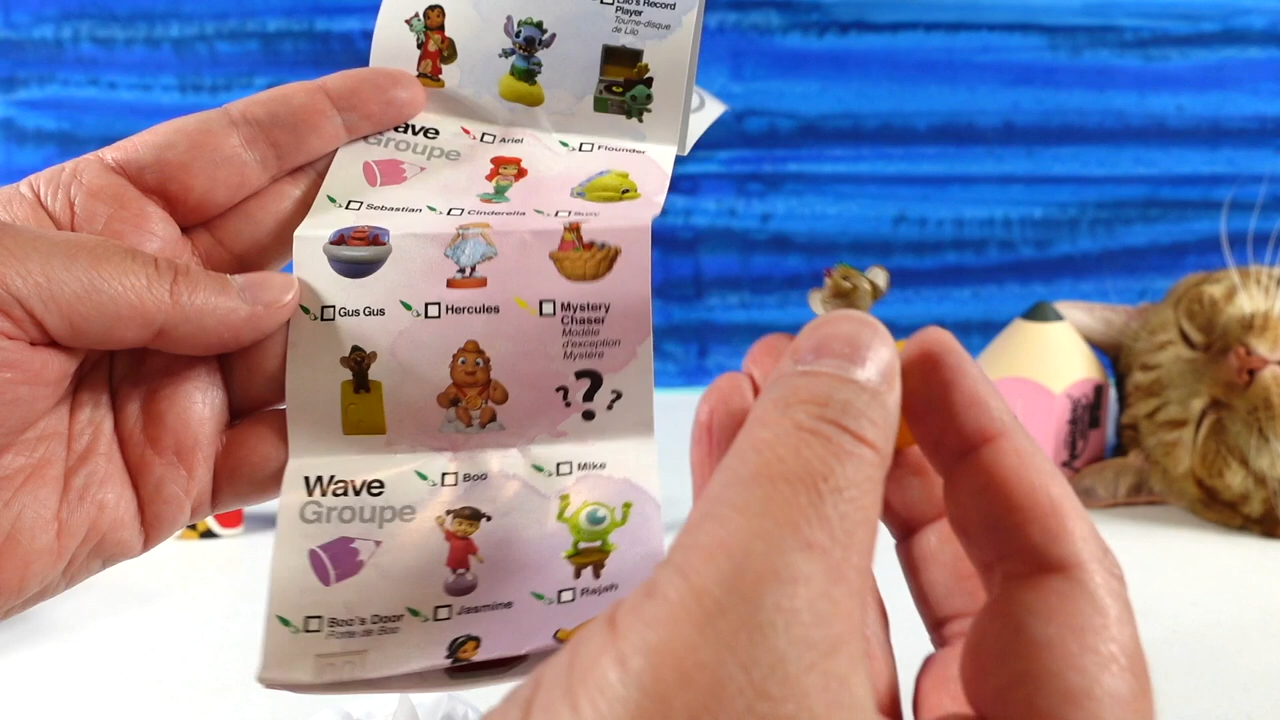 Lilo's Record
Player
Tourne-disque
de Lilo
Wave
Groupe
Ariel
Flounder
Sebastian
Cinderella
Suzy
Gus Gus
Hercules
Mystery
Chaser
Modèle
d'exception
Mystère
? ? ?
Wave
Groupe
Boo
Mike
Boo's Door
Porte de Boo
Jasmine
Rajah